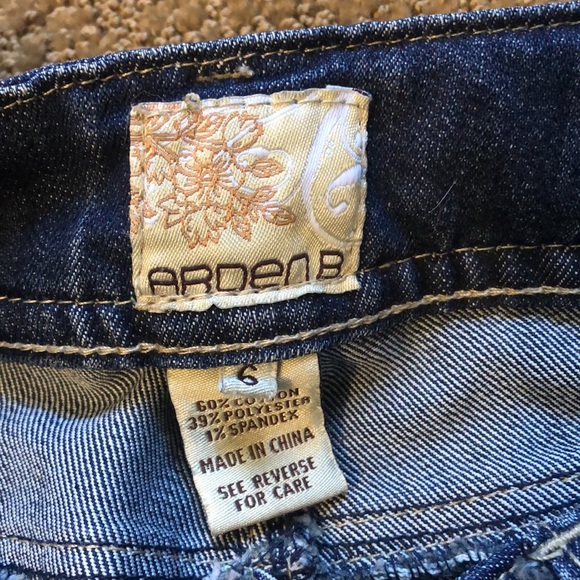 ARDEN B
6
60% COTTON
39% POLYESTER
1% SPANDEX
MADE IN CHINA
SEE REVERSE
FOR CARE